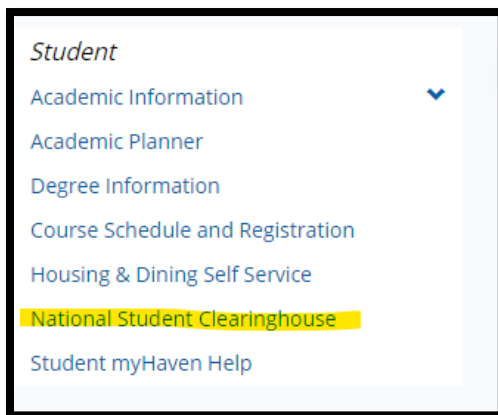 Student
Academic Information
Academic Planner
Degree Information
Course Schedule and Registration
Housing & Dining Self Service
National Student Clearinghouse
Student myHaven Help